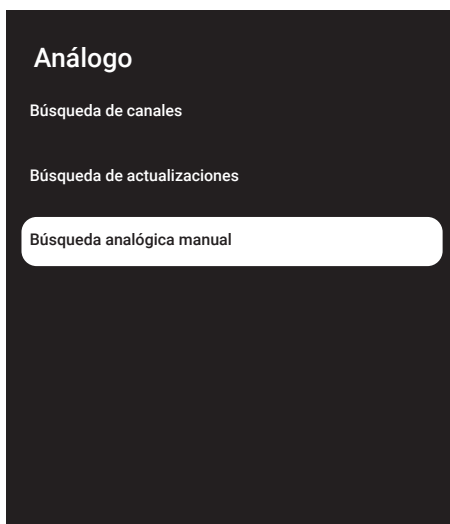 Análogo
Búsqueda de canales
Búsqueda de actualizaciones
Búsqueda analógica manual